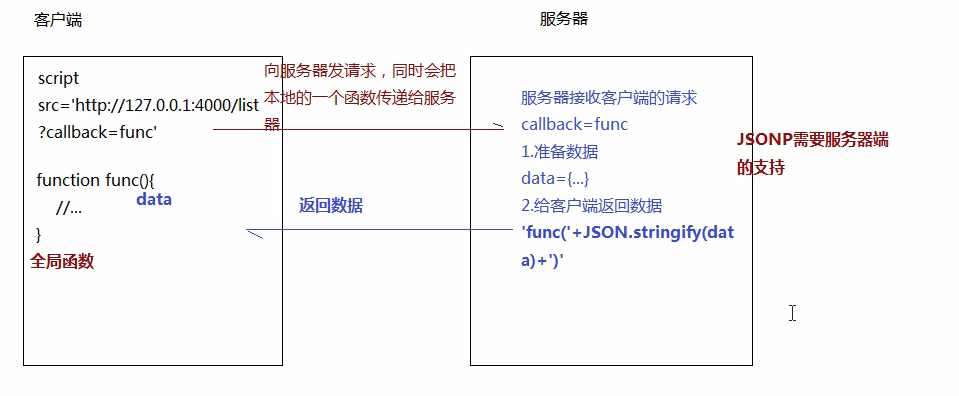 客户端
服务器
script
src='http://127.0.0.1:4000/list
?callback=func'
function func(){
data
//...
}
全局函数
向服务器发请求，同时会把
本地的一个函数传递给服务
器
返回数据
服务器接收客户端的请求
callback=func
1.准备数据
data={...}
2.给客户端返回数据
'func('+JSON.stringify(dat
a)+')'
JSONP需要服务器端
的支持